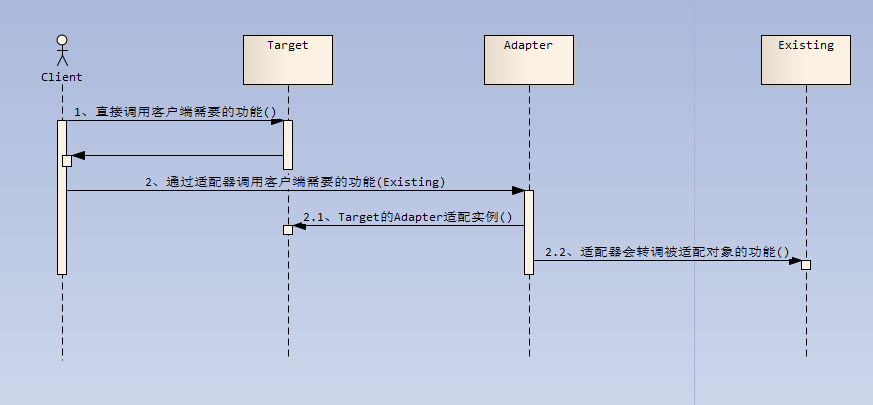 Target
Adapter
Existing
Client
1、直接调用客户端需要的功能()
2、通过适配器调用客户端需要的功能(Existing)
2.1、Target的Adapter适配实例()
2.2、适配器会转调被适配对象的功能()